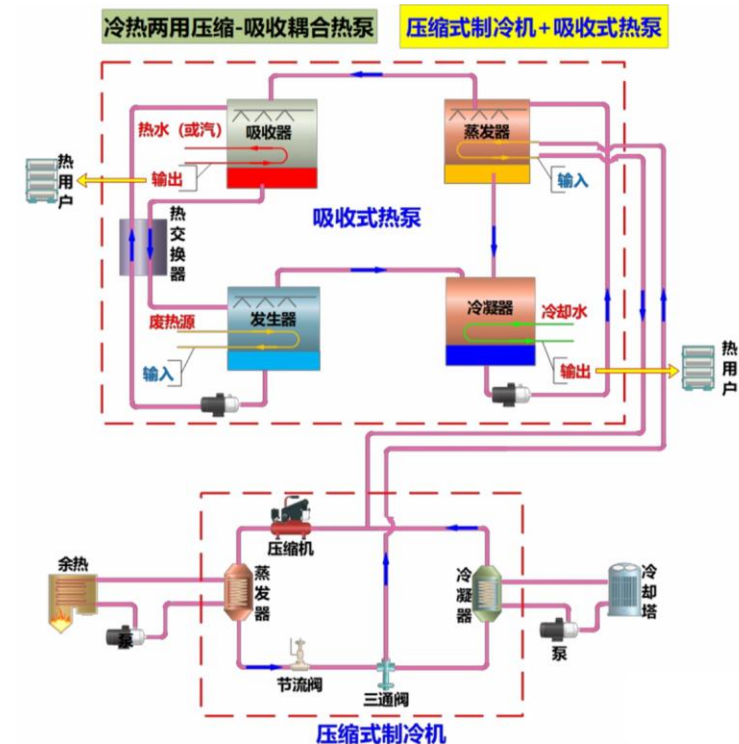 冷热两用压缩-吸收耦合热泵
压缩式制冷机+吸收式热泵
热水（或汽）
吸收器
蒸发器
热用户
输出
输入
热交换器
吸收式热泵
废热源
发生器
冷凝器
冷却水
输入
输出
热用户
压缩机
余热
蒸发器
冷凝器
冷却塔
泵
泵
节流阀
三通阀
压缩式制冷机